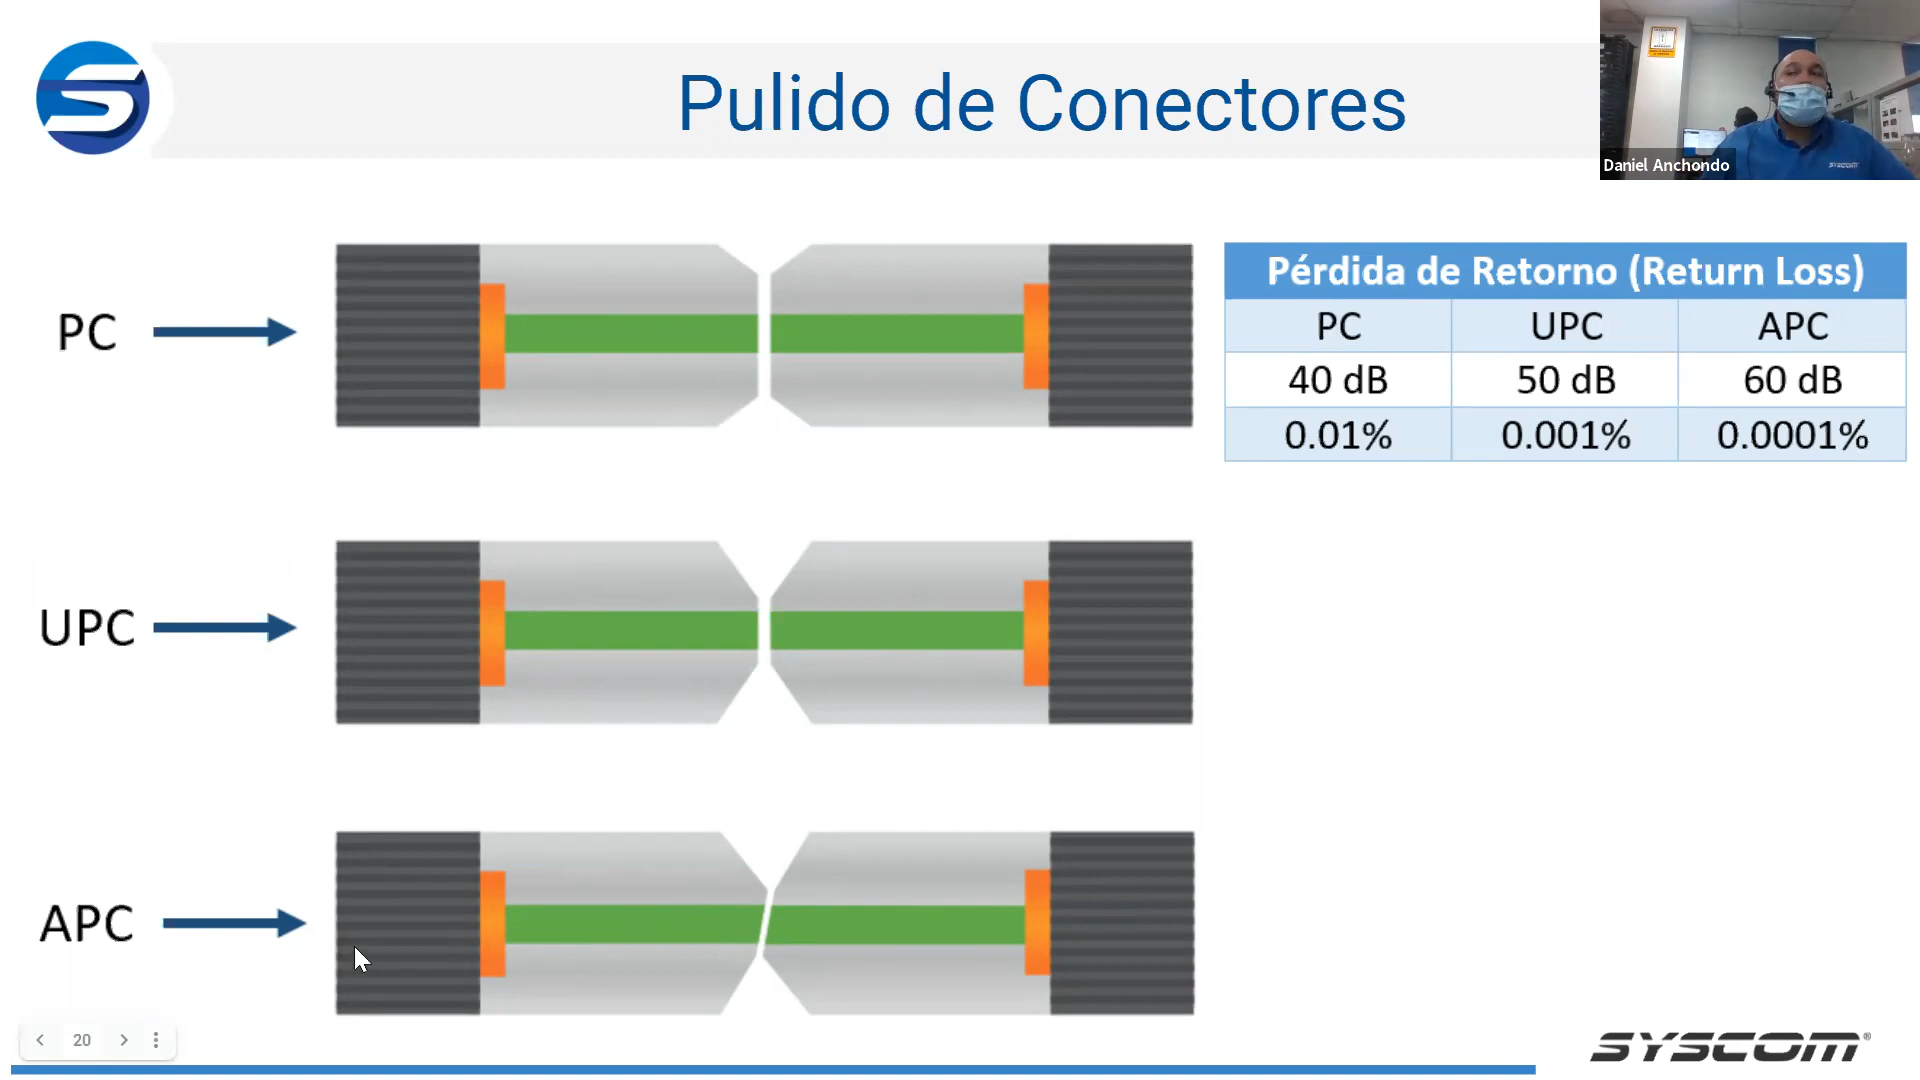 Pulido de Conectores
Daniel Anchondo
SYSCOM
PC
Pérdida de Retorno (Return Loss)
PC UPC APC
40 dB 50 dB 60 dB
0.01% 0.001% 0.0001%
UPC
APC
20
SYSCOM®